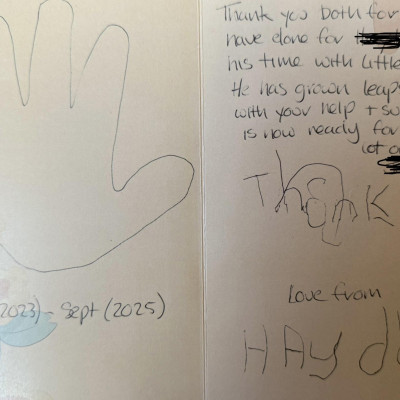 2023) - Sept (2025)
Thank you both for
have done for
his time with Little
He has grown leaps
with your help + su
is now ready for
lot o
Thank
Love from
HAyd